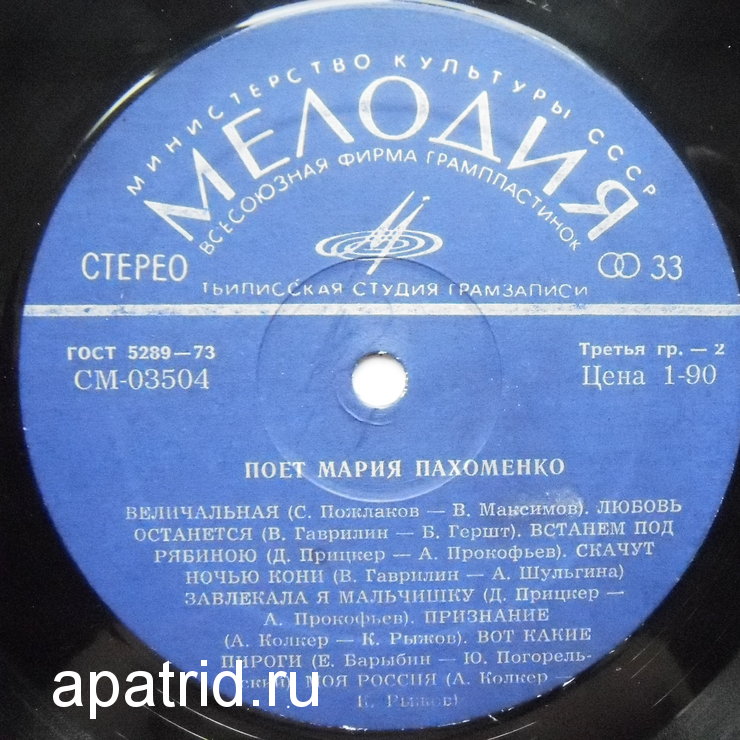 МИНИСТЕРСТВО КУЛЬТУРЫ СССР
МЕЛОДИЯ
ВСЕСОЮЗНАЯ ФИРМА ГРАМПЛАСТИНОК
СТЕРЕО
33
ТБИЛИССКАЯ СТУДИЯ ГРАМЗАПИСИ
ГОСТ 5289—73
Третья гр. — 2
СМ-03504
Цена 1-90
ПОЕТ МАРИЯ ПАХОМЕНКО
ВЕЛИЧАЛЬНАЯ (С. Пожлаков — В. Максимов). ЛЮБОВЬ
ОСТАНЕТСЯ (В. Гаврилин — Б. Гершт). ВСТАНЕМ ПОД
РЯБИНОЮ (Д. Прицкер — А. Прокофьев). СКАЧУТ
НОЧЬЮ КОНИ (В. Гаврилин — А. Шульгина)
ЗАВЛЕКАЛА Я МАЛЬЧИШКУ (Д. Прицкер —
А. Прокофьев). ПРИЗНАНИЕ
(А. Колкер — К. Рыжов). ВОТ КАКИЕ
ПИРОГИ (Е. Барыбин — Ю. Погорель-
ский) МОЯ РОССИЯ (А. Колкер —
К. Рыжов)
apatrid.ru